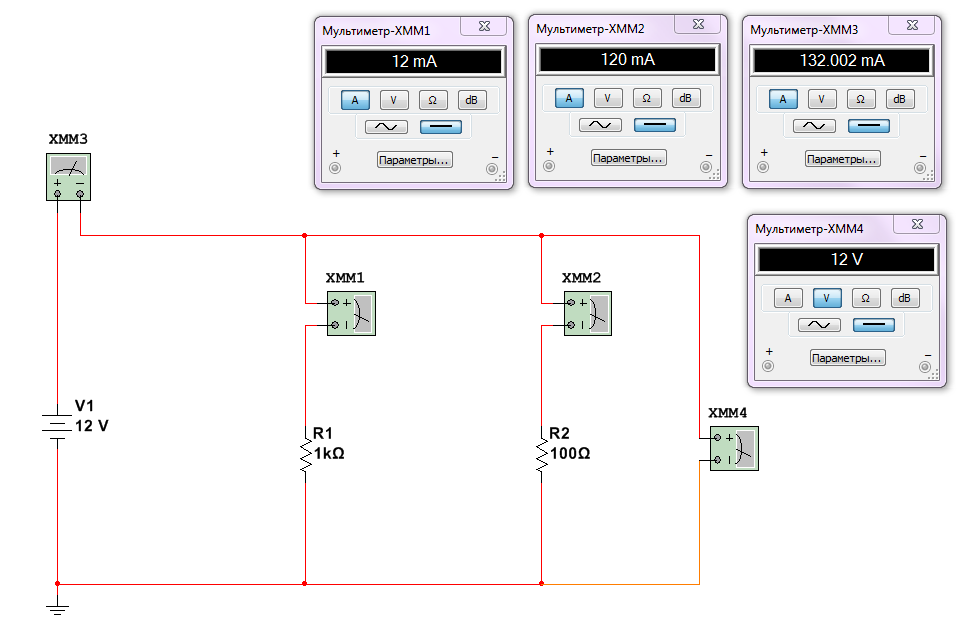 Мультиметр-XMM1
12 mA
A V Ω dB
+
Параметры...
−
Мультиметр-XMM2
120 mA
A V Ω dB
+
Параметры...
−
Мультиметр-XMM3
132.002 mA
A V Ω dB
+
Параметры...
−
XMM3
+ −
Мультиметр-XMM4
12 V
A V Ω dB
+
Параметры...
−
XMM1
+
XMM2
+
V1
12 V
R1
1kΩ
R2
100Ω
XMM4
+